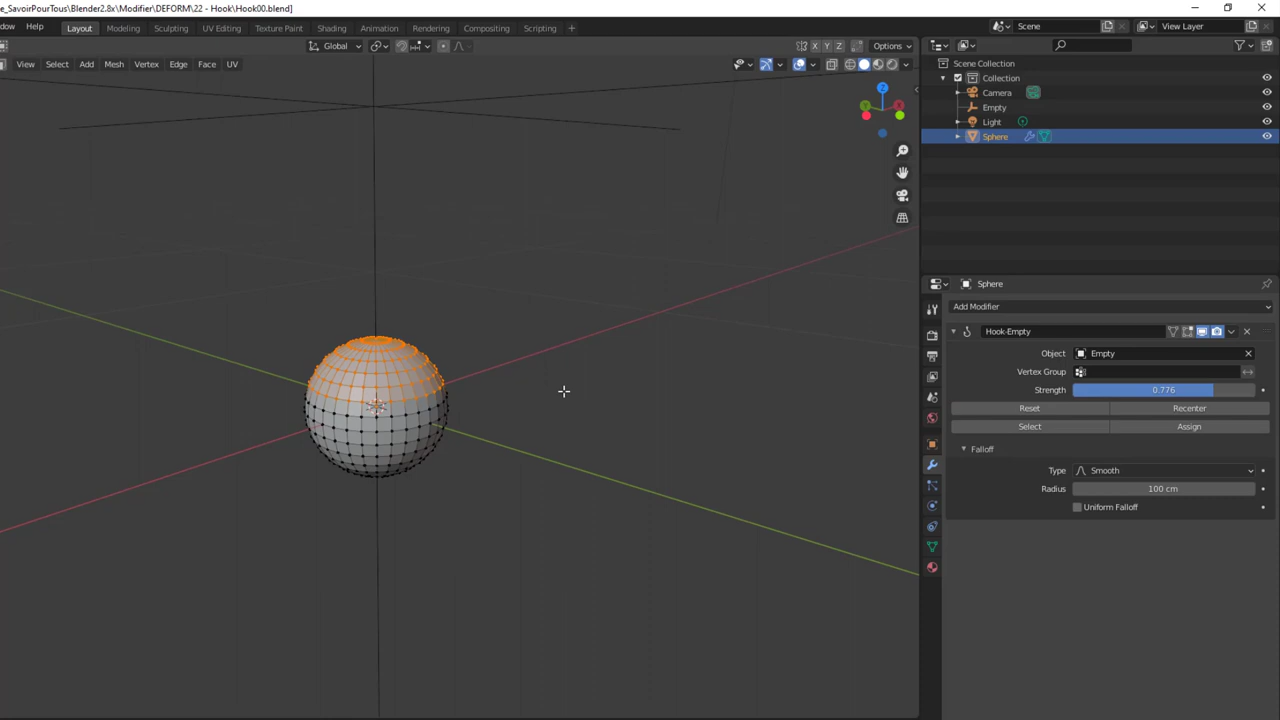 e_SavoirPourTous\Blender2.8x\Modifier\DEFORM\22 - Hook\Hook00.blend]
dow Help Layout Modeling Sculpting UV Editing Texture Paint Shading Animation Rendering Compositing Scripting + Scene View Layer
Global X Y Z Options
View Select Add Mesh Vertex Edge Face UV
Scene Collection
Collection
Camera
Empty
Light
Sphere
Z
Y X
Sphere
Add Modifier
Hook-Empty
Object Empty
Vertex Group
Strength 0.776
Reset Recenter
Select Assign
Falloff
Type Smooth
Radius 100 cm
Uniform Falloff